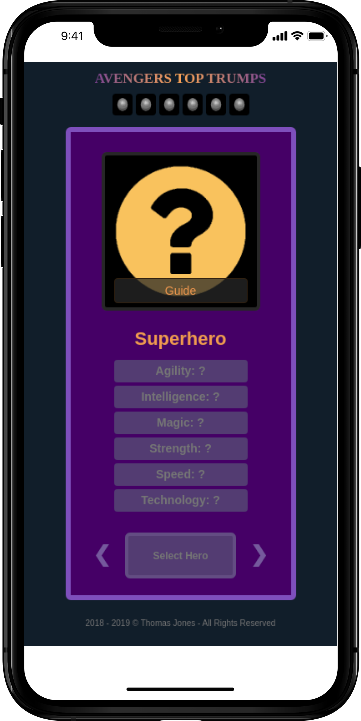 9:41
AVENGERS TOP TRUMPS
?
Guide
Superhero
Agility: ?
Intelligence: ?
Magic: ?
Strength: ?
Speed: ?
Technology: ?
❮ Select Hero ❯
2018 - 2019 © Thomas Jones - All Rights Reserved